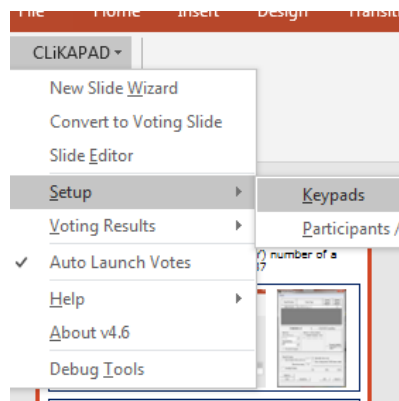 File Home Insert Design Transiti
CLiKAPAD
New Slide Wizard
Convert to Voting Slide
Slide Editor
Setup
Keypads
Voting Results
Participants /
Auto Launch Votes
) number of a
Help
About v4.6
Debug Tools